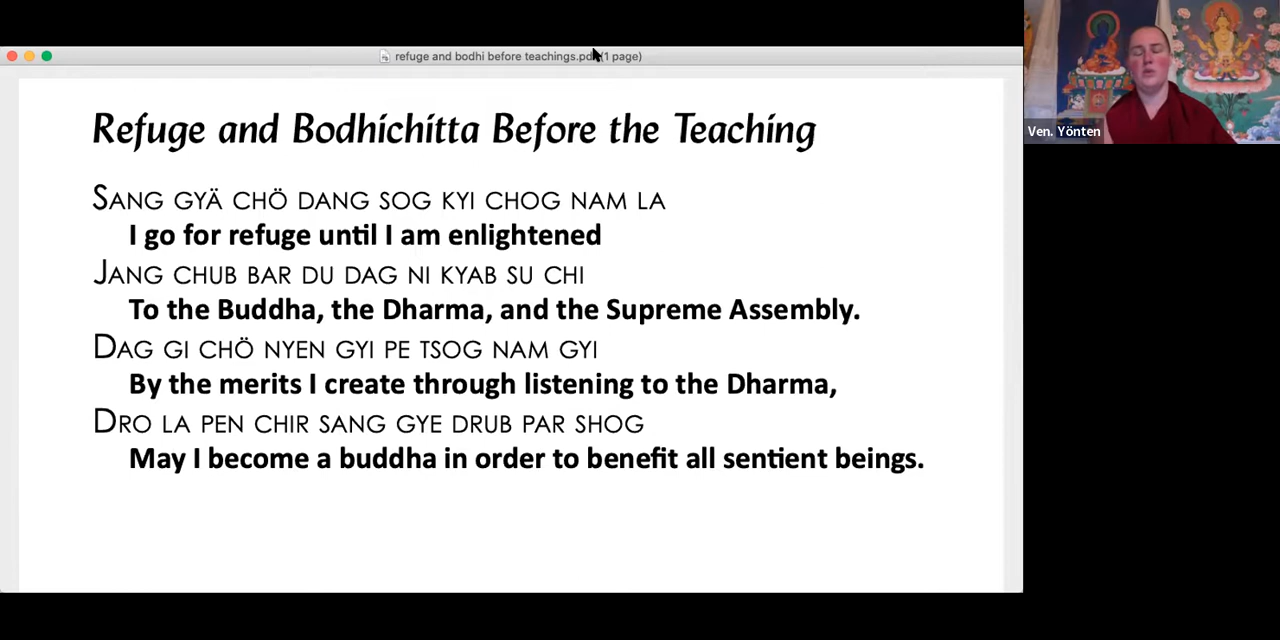 refuge and bodhi before teachings.pd (1 page)
Refuge and Bodhichitta Before the Teaching
SANG GYÄ CHÖ DANG SOG KYI CHOG NAM LA
I go for refuge until I am enlightened
JANG CHUB BAR DU DAG NI KYAB SU CHI
To the Buddha, the Dharma, and the Supreme Assembly.
DAG GI CHÖ NYEN GYI PE TSOG NAM GYI
By the merits I create through listening to the Dharma,
DRO LA PEN CHIR SANG GYE DRUB PAR SHOG
May I become a buddha in order to benefit all sentient beings.
Ven. Yönten